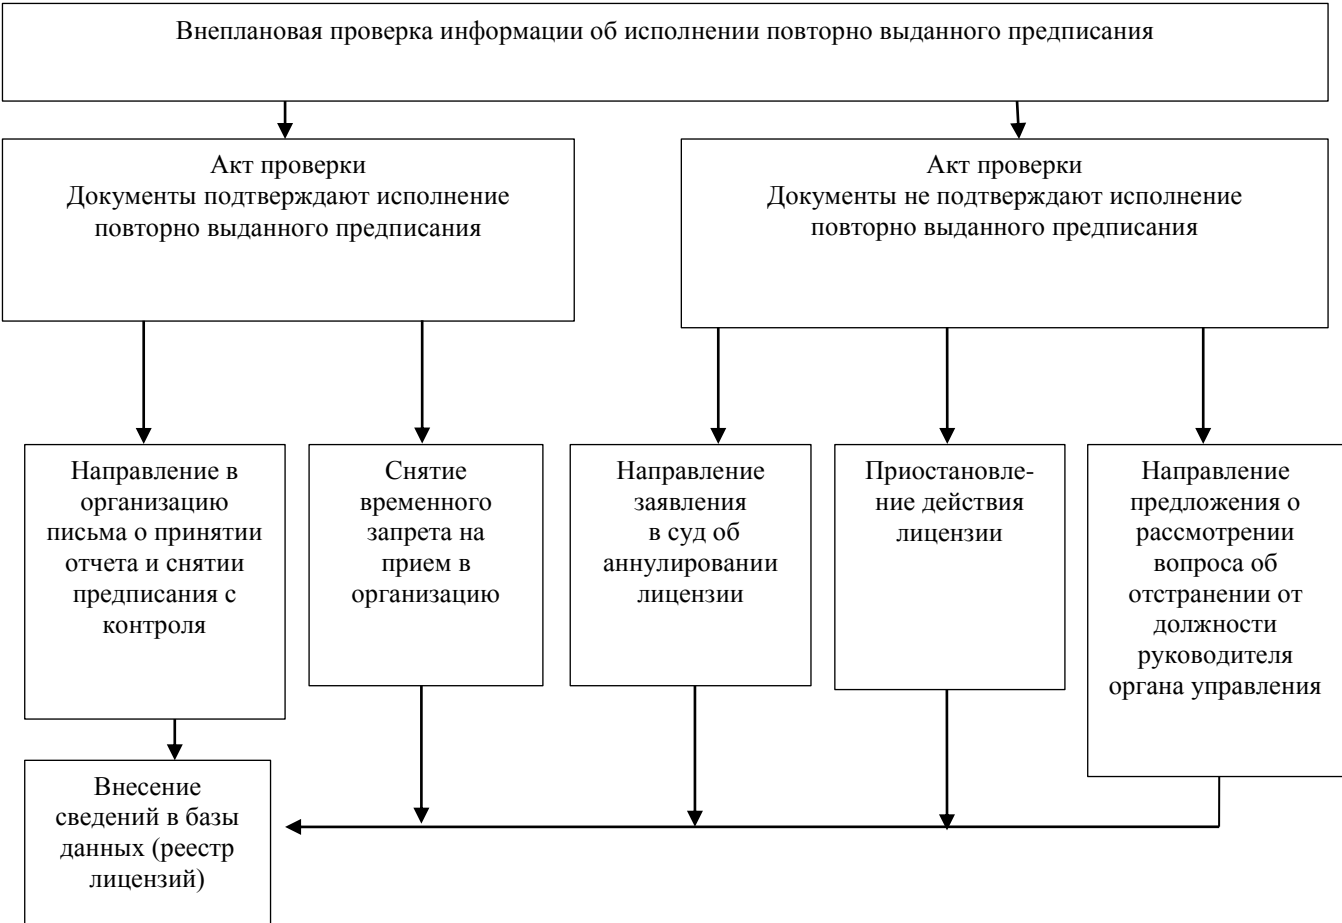 Внеплановая проверка информации об исполнении повторно выданного предписания
Акт проверки
Документы подтверждают исполнение
повторно выданного предписания
Акт проверки
Документы не подтверждают исполнение
повторно выданного предписания
Направление в
организацию
письма о принятии
отчета и снятии
предписания с
контроля
Снятие
временного
запрета на
прием в
организацию
Направление
заявления
в суд об
аннулировании
лицензии
Приостановле-
ние действия
лицензии
Направление
предложения о
рассмотрении
вопроса об
отстранении от
должности
руководителя
органа управления
Внесение
сведений в базы
данных (реестр
лицензий)